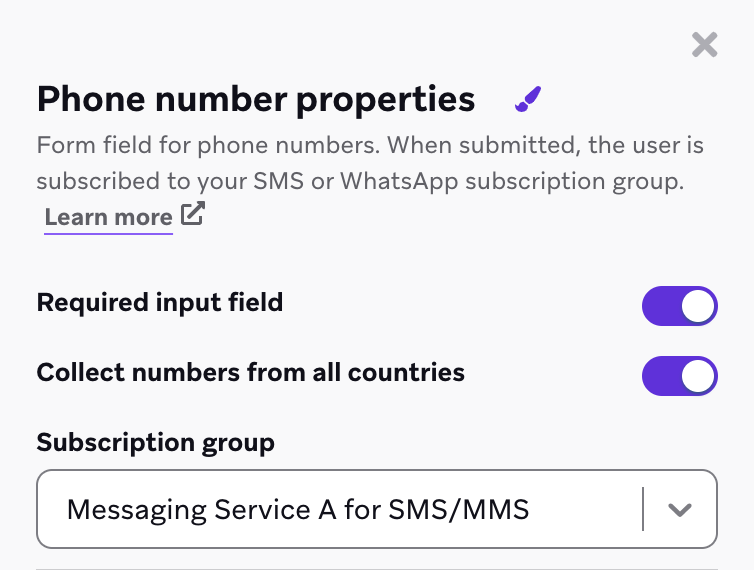 Phone number properties
Form field for phone numbers. When submitted, the user is
subscribed to your SMS or WhatsApp subscription group.
Learn more
Required input field
Collect numbers from all countries
Subscription group
Messaging Service A for SMS/MMS